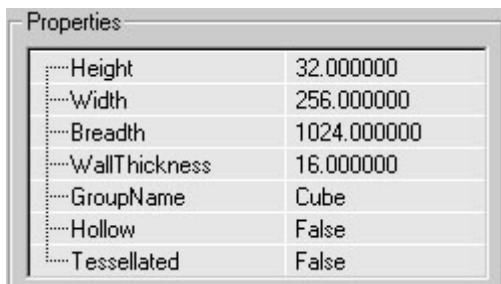 Properties
Height 32.000000
Width 256.000000
Breadth 1024.000000
WallThickness 16.000000
GroupName Cube
Hollow False
Tessellated False